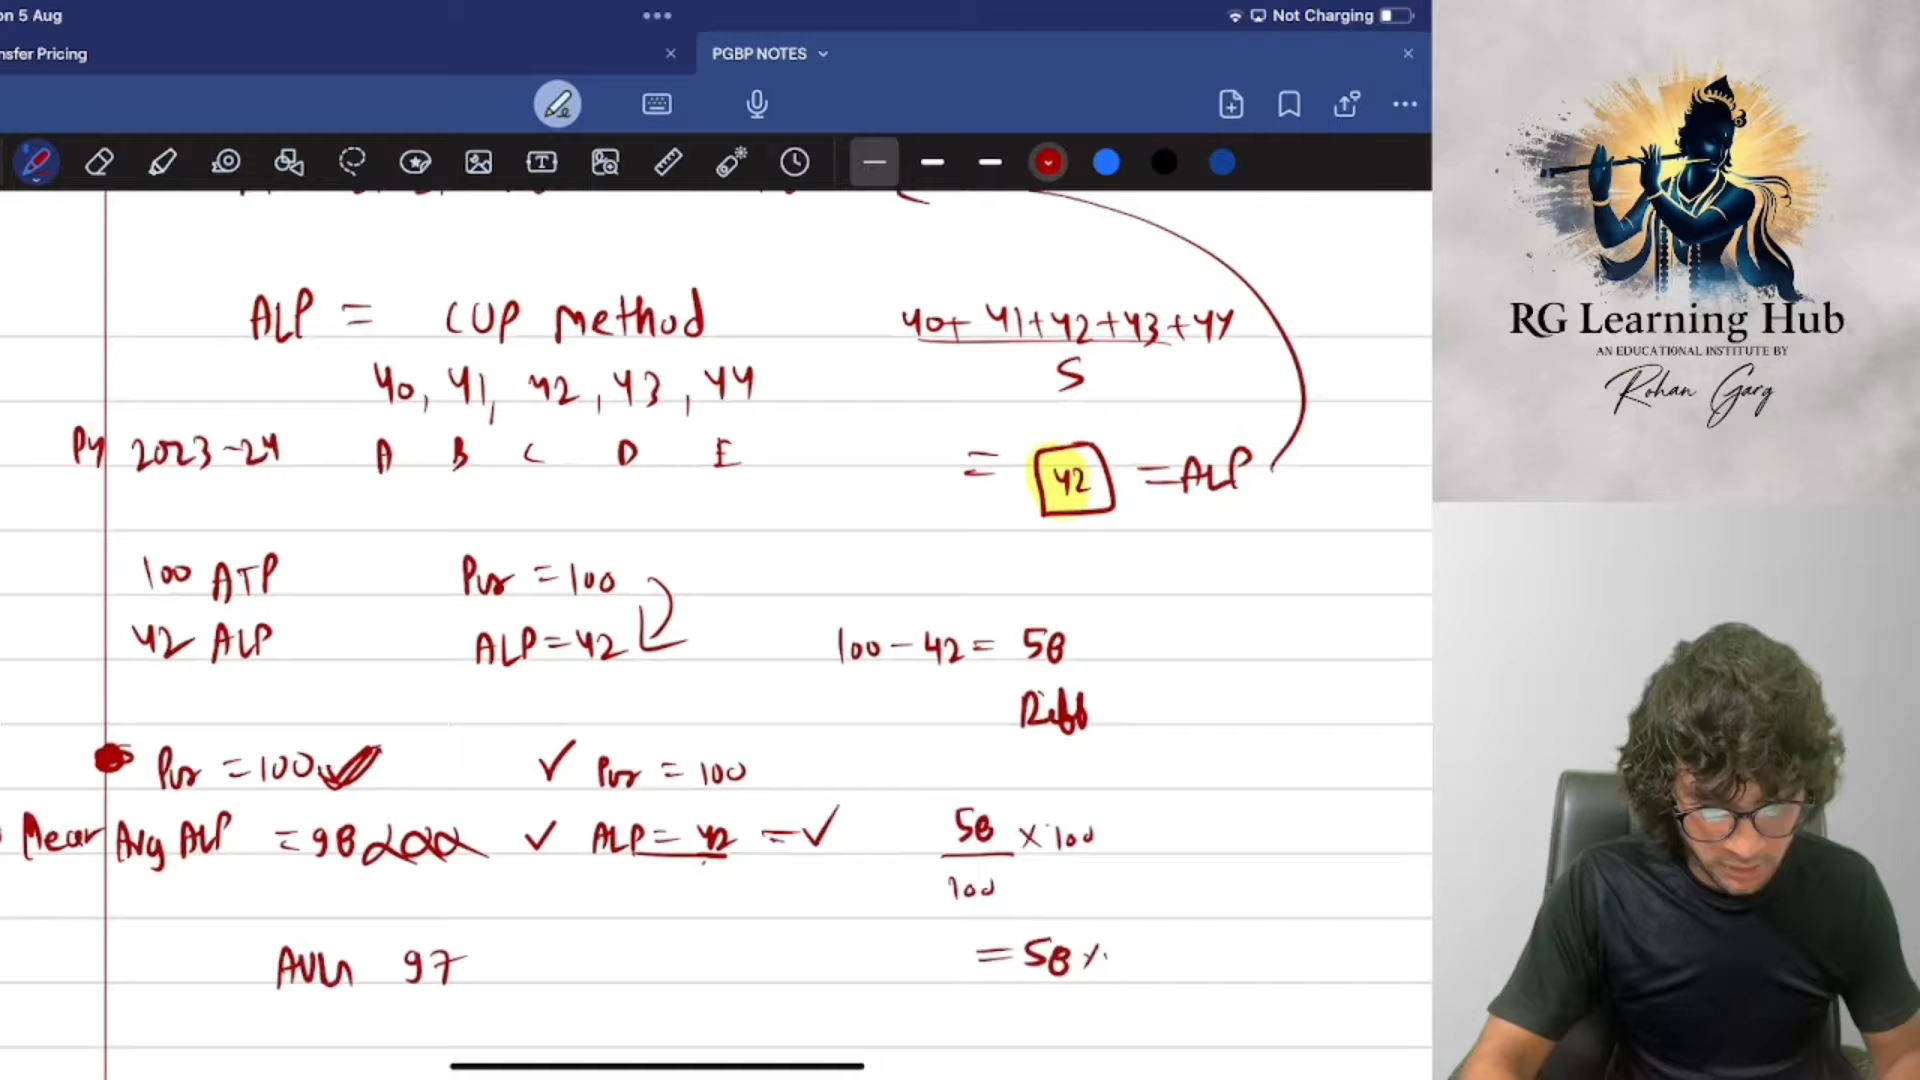 on 5 Aug
Not Charging
nsfer Pricing
PGBP NOTES
ALP = CUP method
40, 41, 42, 43, 44
PY 2023-24 A B C D E
40+ 41+42+43+44
5
= 42 = ALP
100 ATP
42 ALP
Pur = 100
ALP = 42
100 - 42 = 58
Diff
Pur = 100
Avg ALP = 98
✓ Pur = 100
✓ ALP = 42 = ✓
58 × 100
100
= 58%
97
RG Learning Hub
AN EDUCATIONAL INSTITUTE BY
Rohan Garg